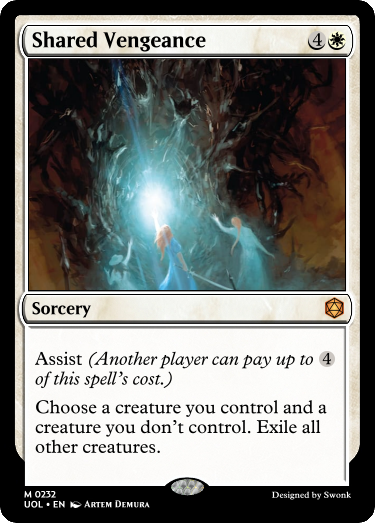 Shared Vengeance 4
Sorcery
Assist (Another player can pay up to 4
of this spell's cost.)
Choose a creature you control and a
creature you don't control. Exile all
other creatures.
M 0232
UOL • EN ARTEM DEMURA
Designed by Swonk